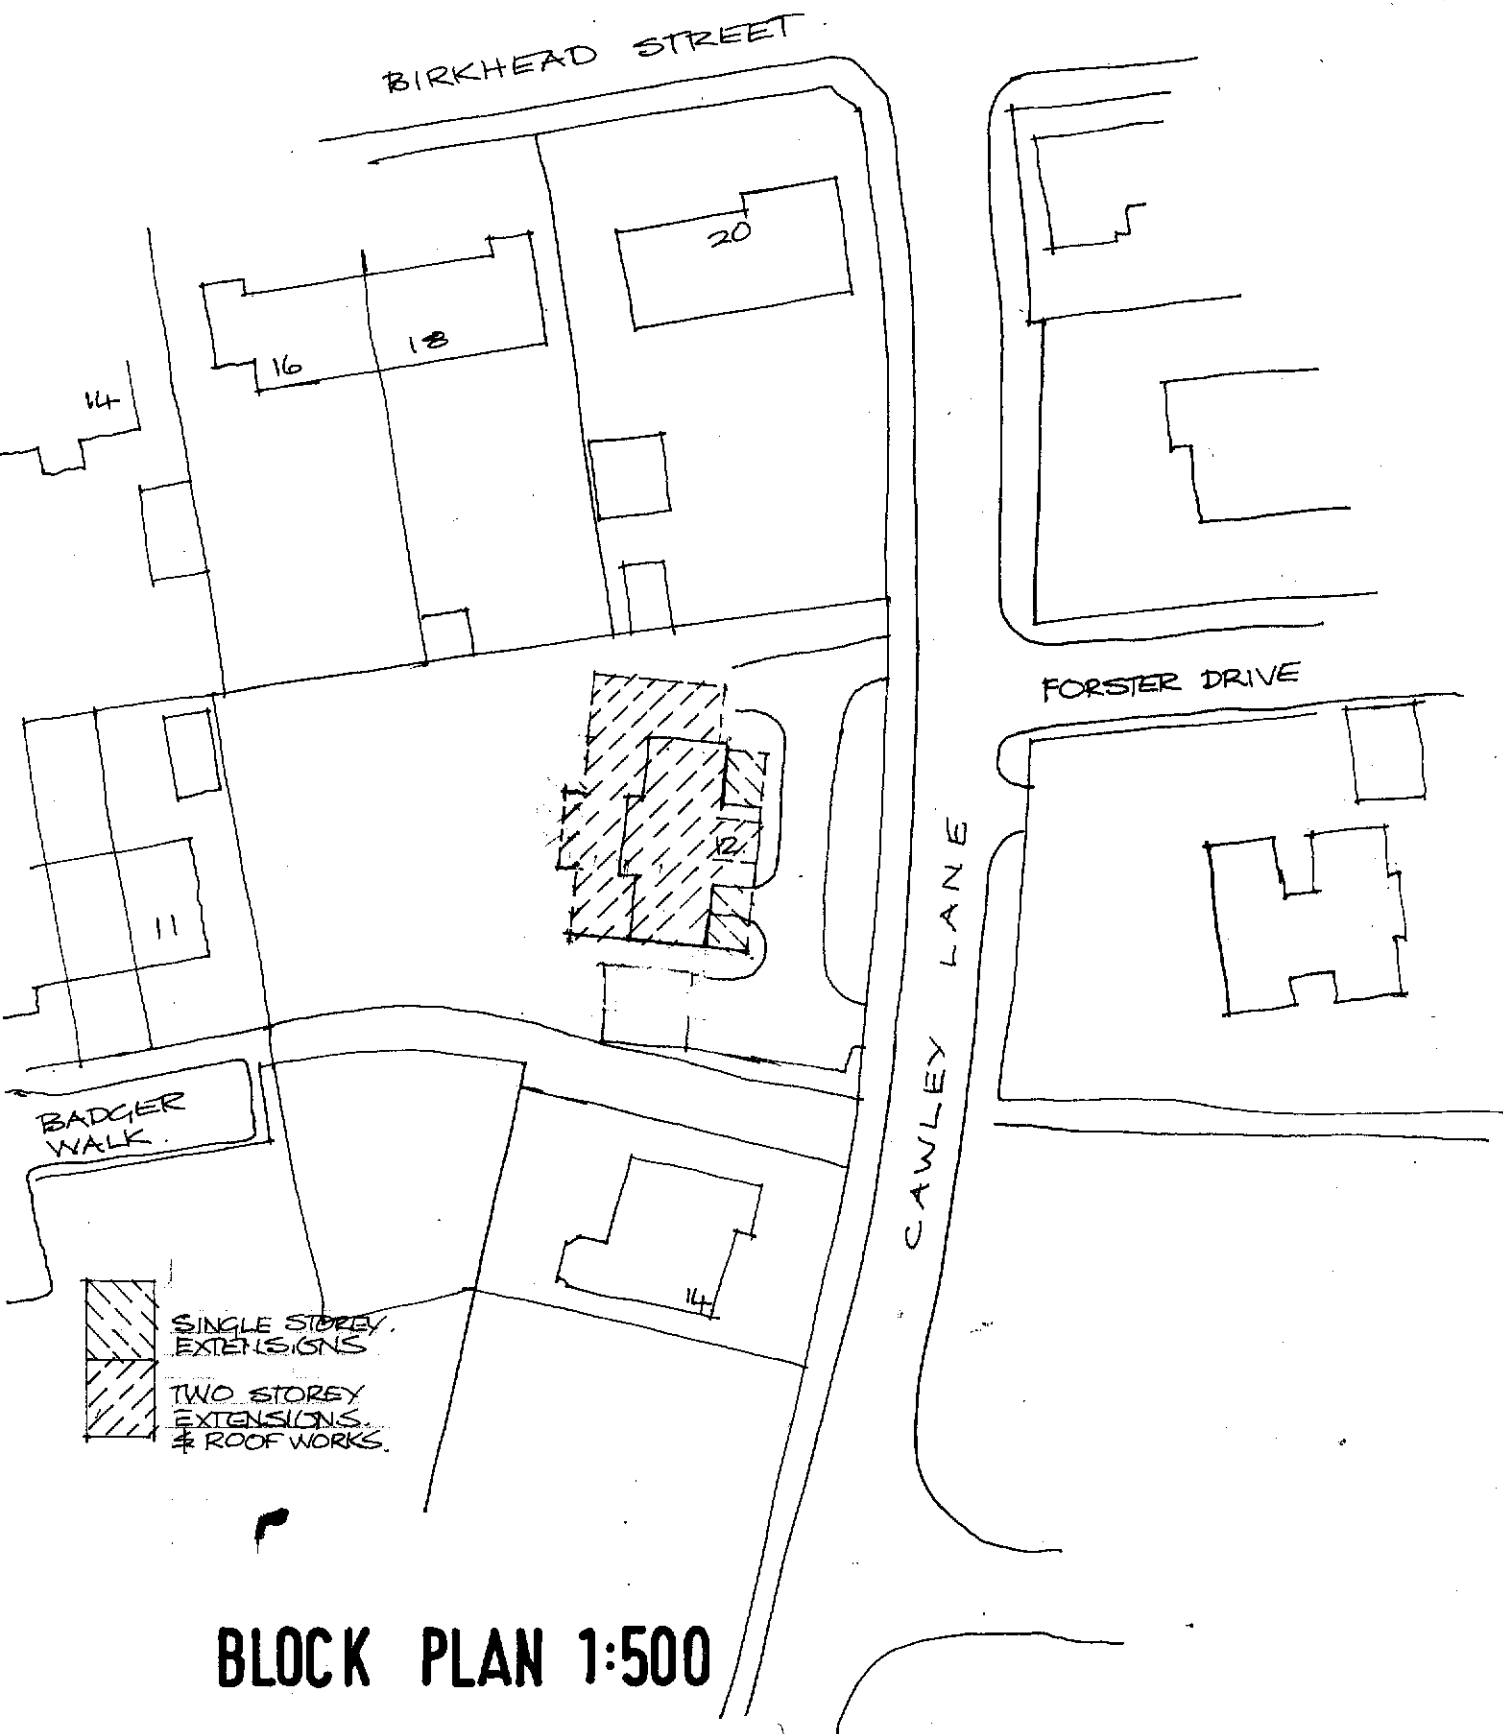 BIRKHEAD STREET
20
18
16
14
FORSTER DRIVE
12
11
CAWLEY LANE
BADGER
WALK.
14
SINGLE STOREY.
EXTENSIONS
TWO STOREY
EXTENSIONS.
& ROOF WORKS.
BLOCK PLAN 1:500